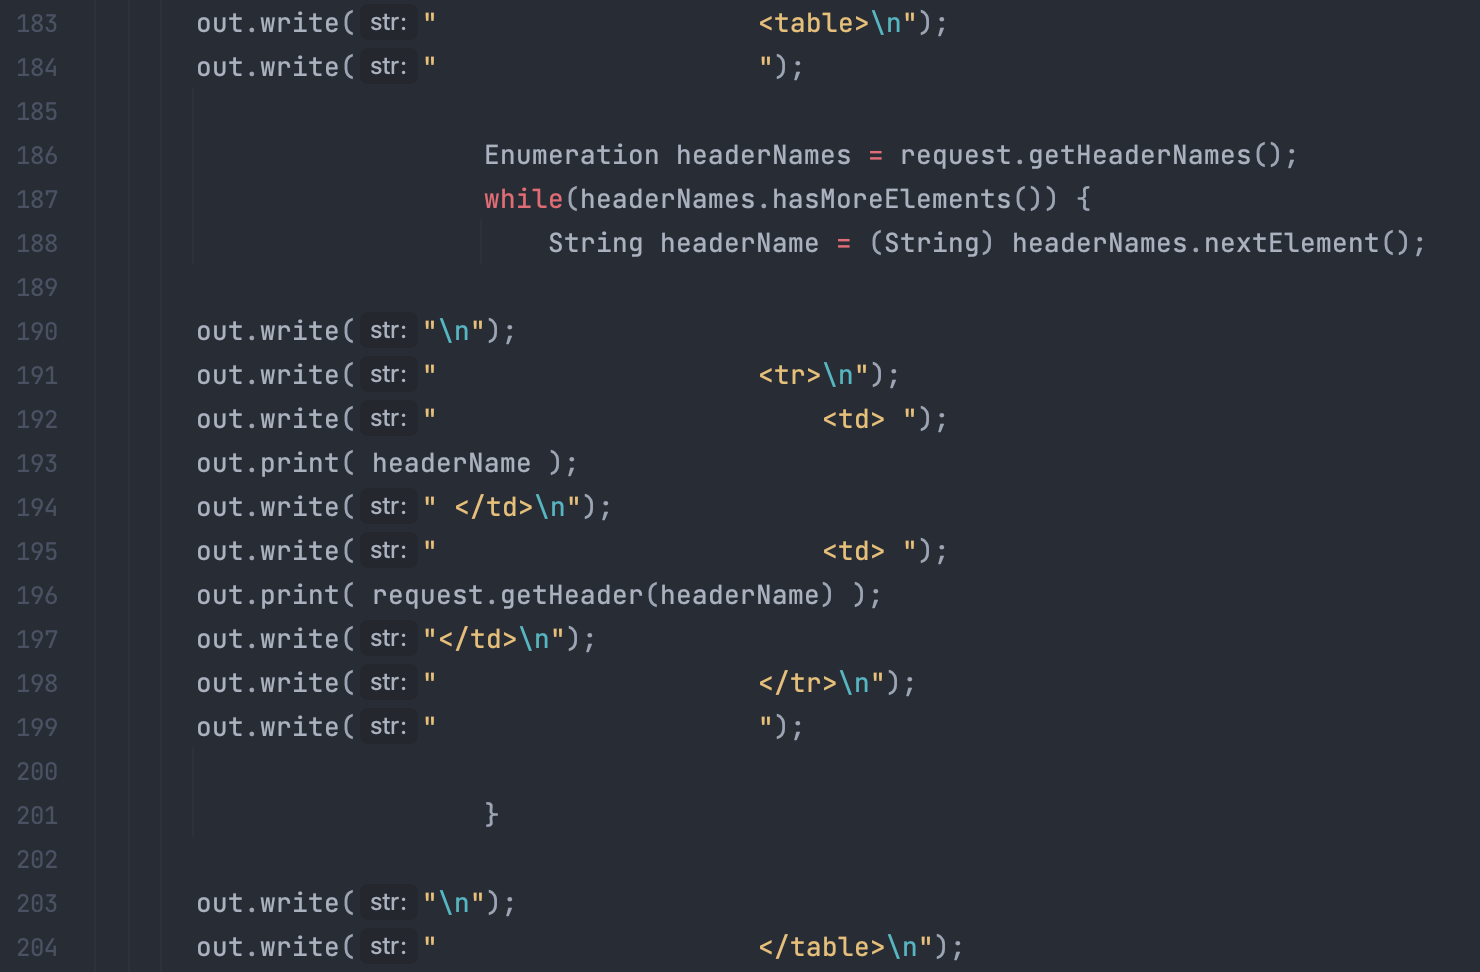 183 out.write( str: "                    <table>\n");
184 out.write( str: "                    ");
185
186 Enumeration headerNames = request.getHeaderNames();
187 while(headerNames.hasMoreElements()) {
188 String headerName = (String) headerNames.nextElement();
189
190 out.write( str: "\n");
191 out.write( str: "                    <tr>\n");
192 out.write( str: "                        <td> ");
193 out.print( headerName );
194 out.write( str: " </td>\n");
195 out.write( str: "                        <td> ");
196 out.print( request.getHeader(headerName) );
197 out.write( str: "</td>\n");
198 out.write( str: "                    </tr>\n");
199 out.write( str: "                    ");
200
201 }
202
203 out.write( str: "\n");
204 out.write( str: "                    </table>\n");